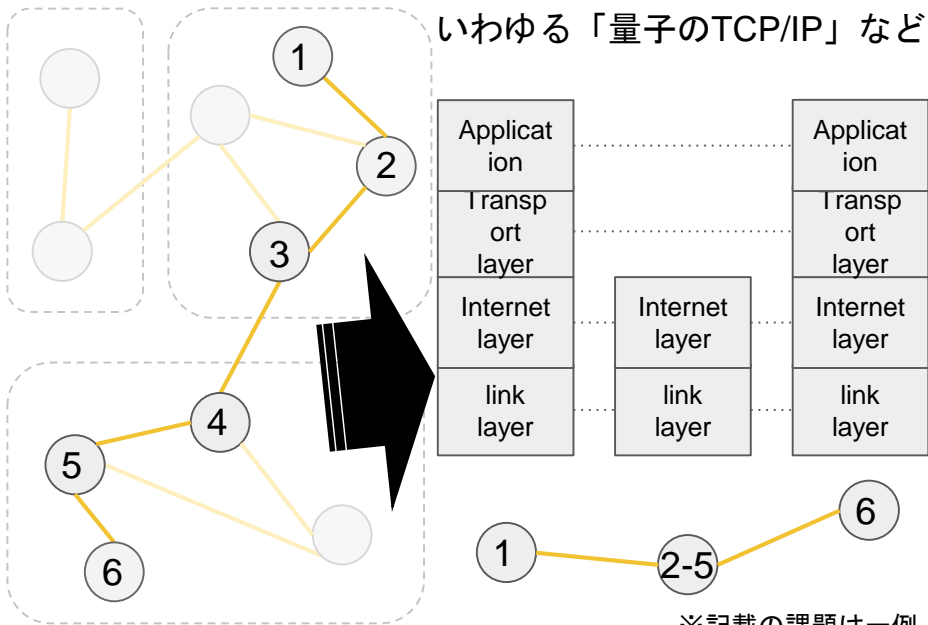 いわゆる「量子のTCP/IP」など
1
2
3
4
5
6
Applicat
ion
Applicat
ion
Transp
ort
layer
Transp
ort
layer
Internet
layer
Internet
layer
Internet
layer
link
layer
link
layer
link
layer
1
2-5
6
※記載の課題は一例